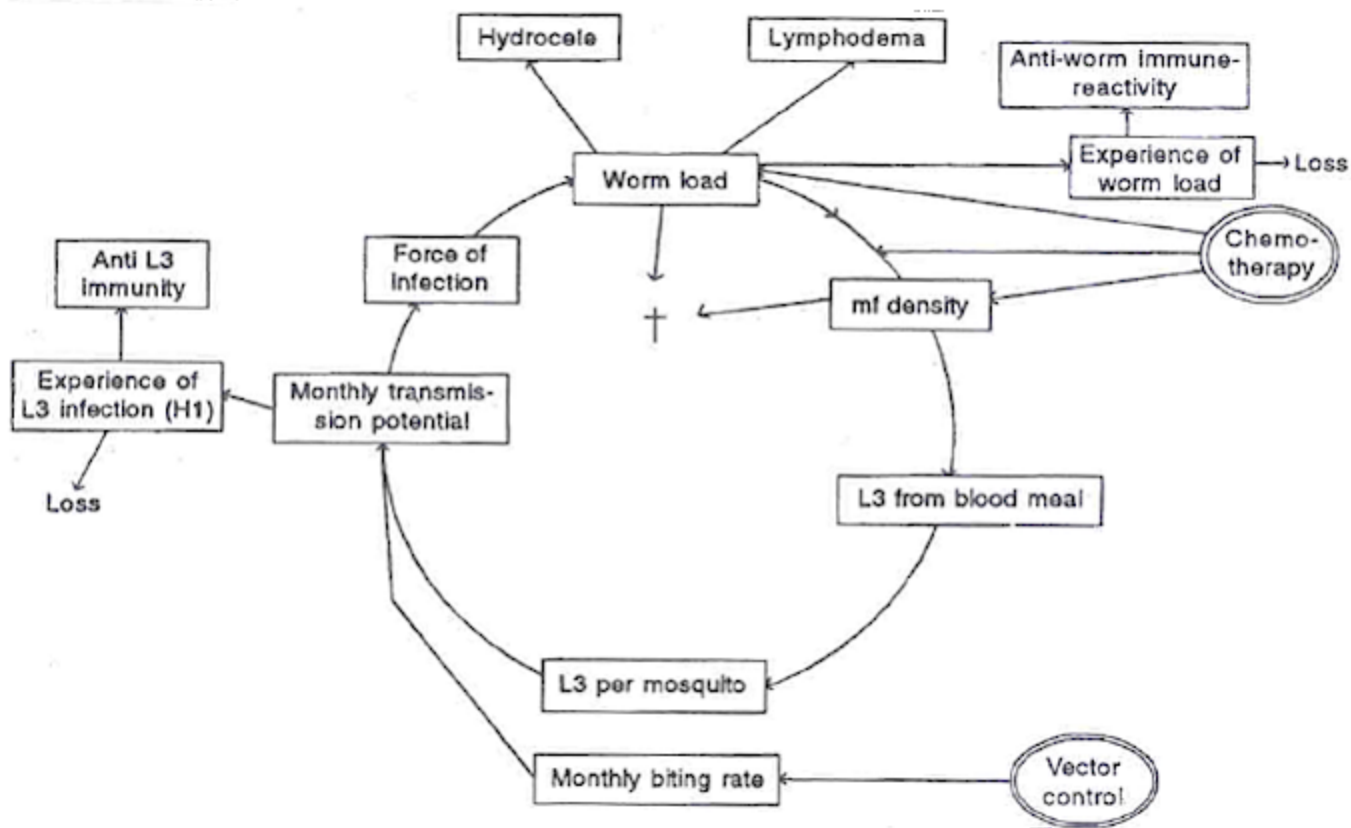 Hydrocele
Lymphodema
Anti-worm immune-
reactivity
Worm load
Experience of
worm load
Loss
Chemo-
therapy
Anti L3
immunity
Force of
infection
mf density
Experience of
L3 infection (H1)
Monthly transmis-
sion potential
Loss
L3 from blood meal
L3 per mosquito
Monthly biting rate
Vector
control